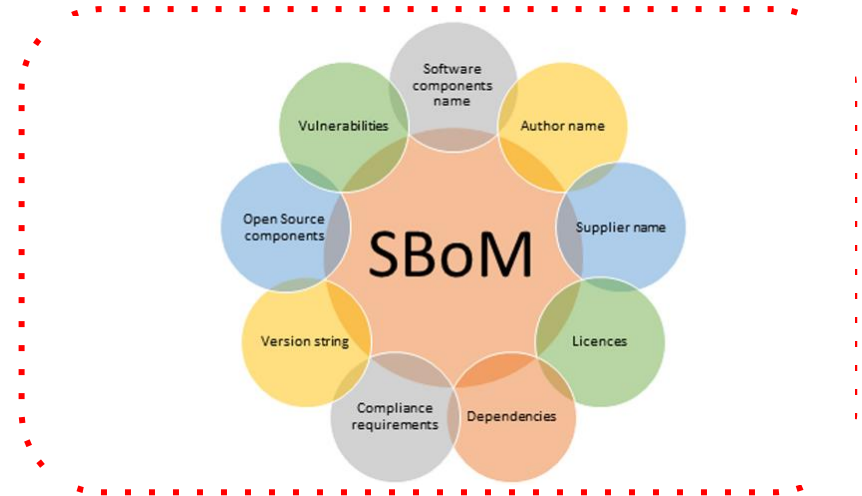 Software
components
name
Author name
Supplier name
Licences
Dependencies
Compliance
requirements
Version string
Open Source
components
Vulnerabilities
SBoM